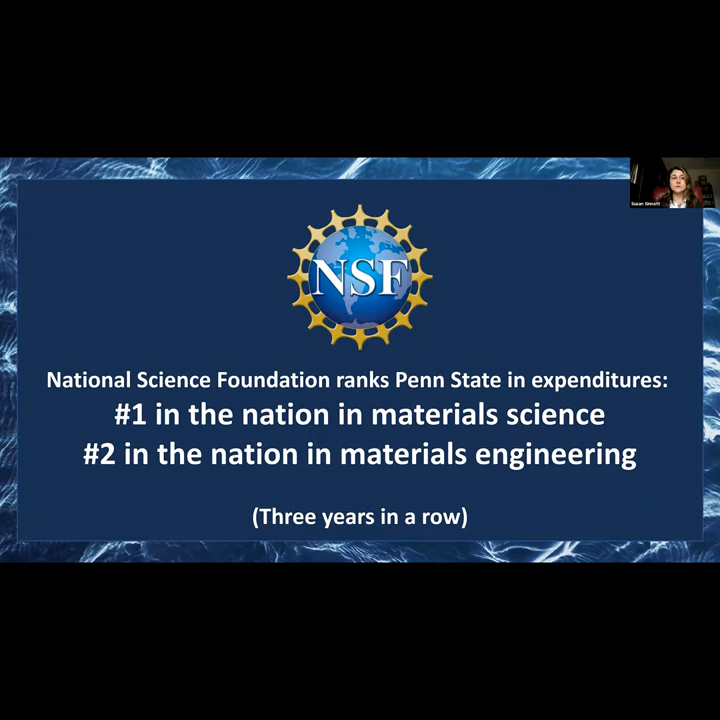 Susan Sinnott
NSF
National Science Foundation ranks Penn State in expenditures:
#1 in the nation in materials science
#2 in the nation in materials engineering
(Three years in a row)